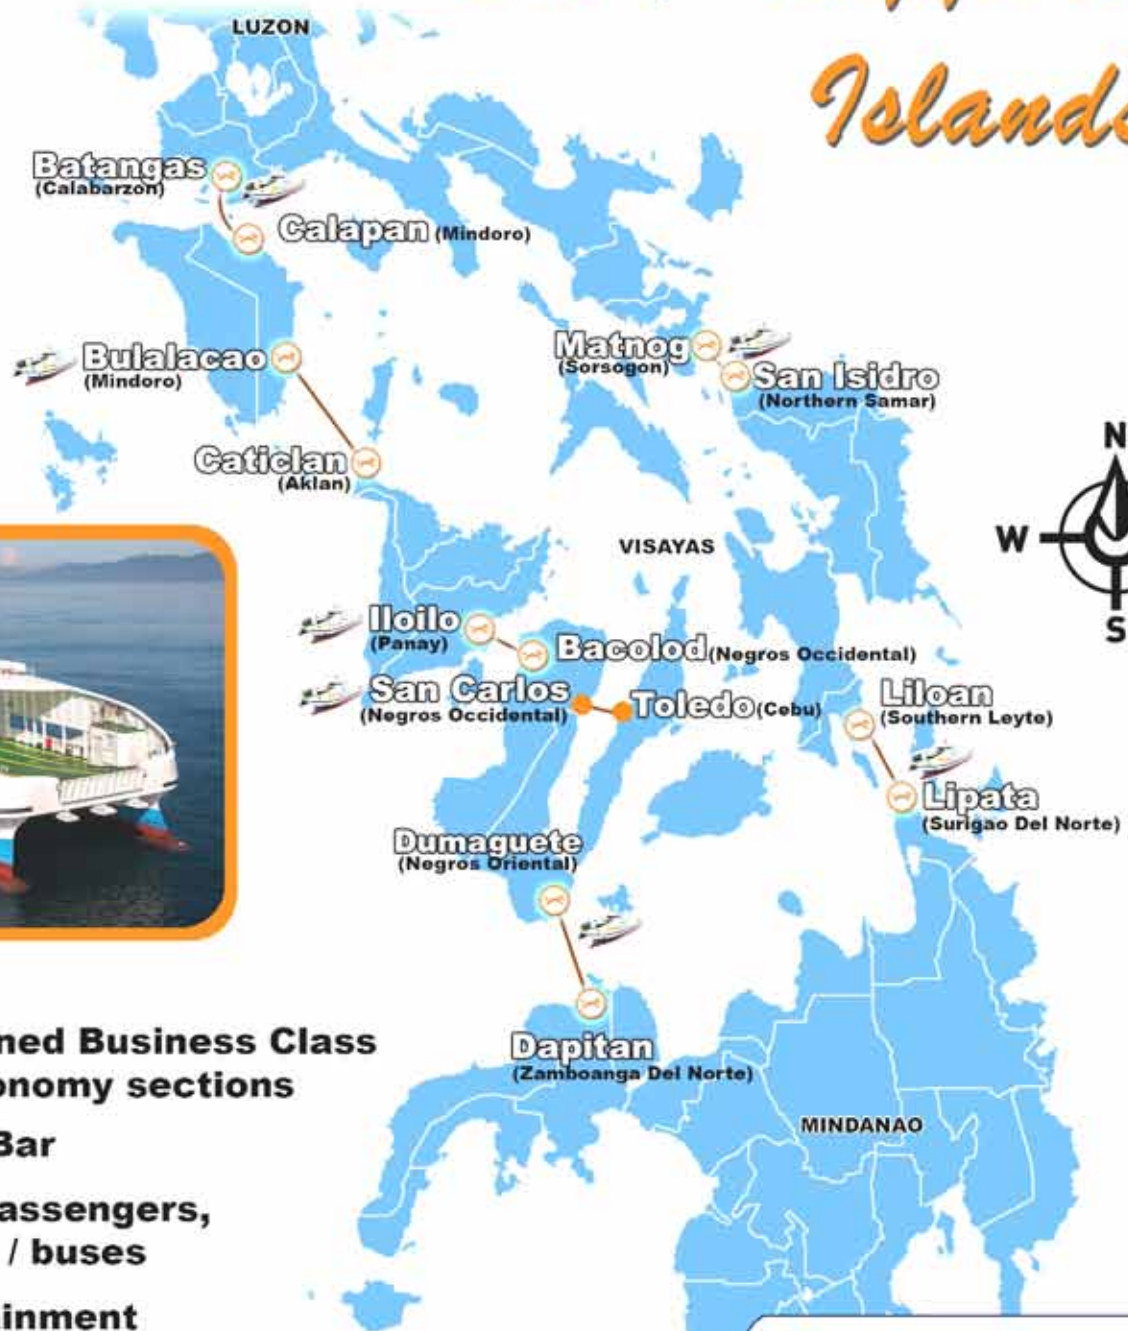 Islands
LUZON
Batangas
(Calabarzon)
Calapan (Mindoro)
Bulalacao
(Mindoro)
Matnog
(Sorsogon)
San Isidro
(Northern Samar)
Caticlan
(Aklan)
N
W
S
VISAYAS
Iloilo
(Panay)
Bacolod (Negros Occidental)
San Carlos
(Negros Occidental)
Toledo (Cebu)
Liloan
(Southern Leyte)
Lipata
(Surigao Del Norte)
Dumaguete
(Negros Oriental)
Dapitan
(Zamboanga Del Norte)
MINDANAO
ned Business Class
onomy sections
Bar
assengers,
/ buses
ainment